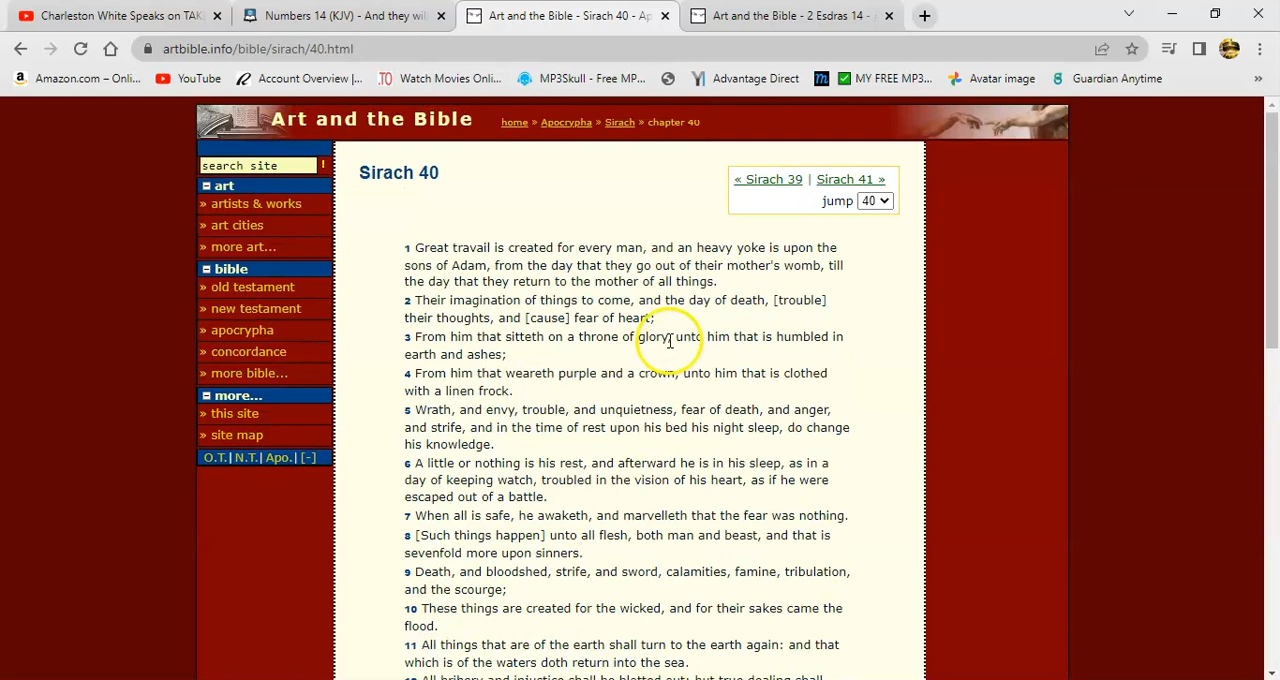 Charleston White Speaks on TAK
Numbers 14 (KJV) - And they will
Art and the Bible - Sirach 40 - Ap
Art and the Bible - 2 Esdras 14 -
artbible.info/bible/sirach/40.html
Amazon.com – Onli...
YouTube
Account Overview |...
TO Watch Movies Onl...
MP3Skull - Free MP...
Advantage Direct
MY FREE MP3...
Avatar image
Guardian Anytime
»
Art and the Bible
home » Apocrypha » Sirach » chapter 40
search site !
art
» artists & works
» art cities
» more art...
bible
» old testament
» new testament
» apocrypha
» concordance
» more bible...
more...
» this site
» site map
O.T.| N.T.| Apo.| [-]
Sirach 40
« Sirach 39 | Sirach 41 »
jump 40
1 Great travail is created for every man, and an heavy yoke is upon the
sons of Adam, from the day that they go out of their mother's womb, till
the day that they return to the mother of all things.
2 Their imagination of things to come, and the day of death, [trouble]
their thoughts, and [cause] fear of heart;
3 From him that sitteth on a throne of glory, unto him that is humbled in
earth and ashes;
4 From him that weareth purple and a crown, unto him that is clothed
with a linen frock.
5 Wrath, and envy, trouble, and unquietness, fear of death, and anger,
and strife, and in the time of rest upon his bed his night sleep, do change
his knowledge.
6 A little or nothing is his rest, and afterward he is in his sleep, as in a
day of keeping watch, troubled in the vision of his heart, as if he were
escaped out of a battle.
7 When all is safe, he awaketh, and marvelleth that the fear was nothing.
8 [Such things happen] unto all flesh, both man and beast, and that is
sevenfold more upon sinners.
9 Death, and bloodshed, strife, and sword, calamities, famine, tribulation,
and the scourge;
10 These things are created for the wicked, and for their sakes came the
flood.
11 All things that are of the earth shall turn to the earth again: and that
which is of the waters doth return into the sea.
12 All bribery and injustice shall be blotted out: but true dealing shall